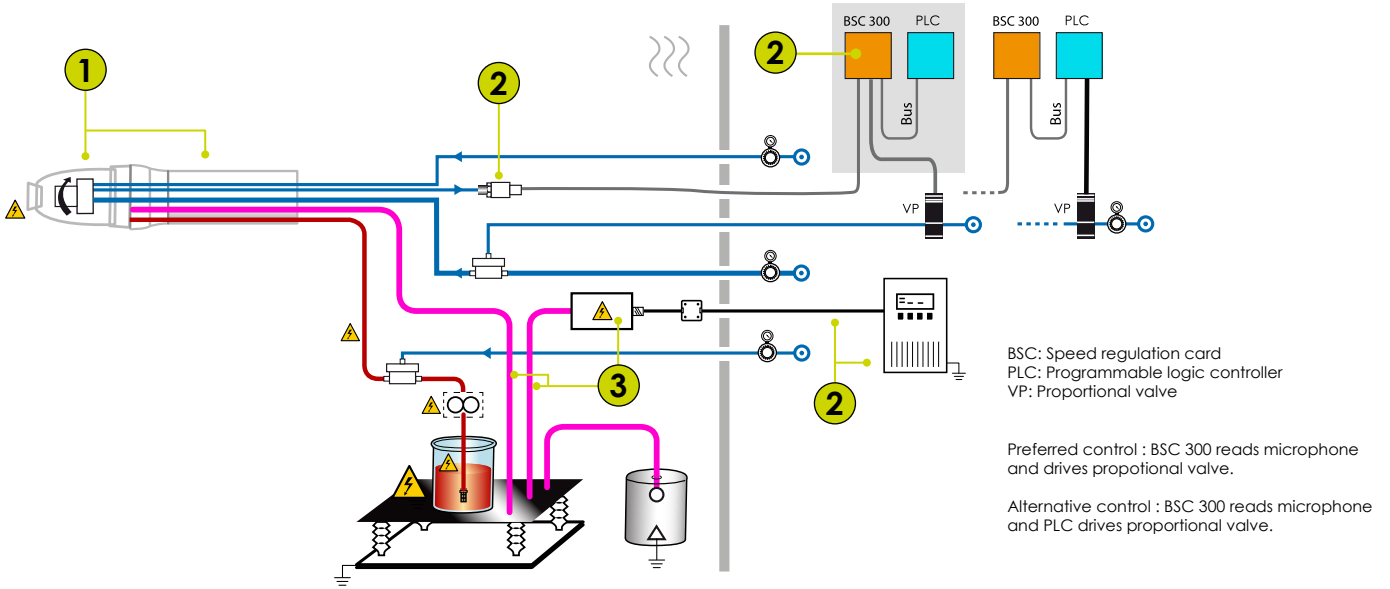 BSC 300
PLC
BSC 300
PLC
1
2
2
Bus
Bus
VP
VP
3
2
BSC: Speed regulation card
PLC: Programmable logic controller
VP: Proportional valve
Preferred control : BSC 300 reads microphone
and drives propotional valve.
Alternative control : BSC 300 reads microphone
and PLC drives proportional valve.